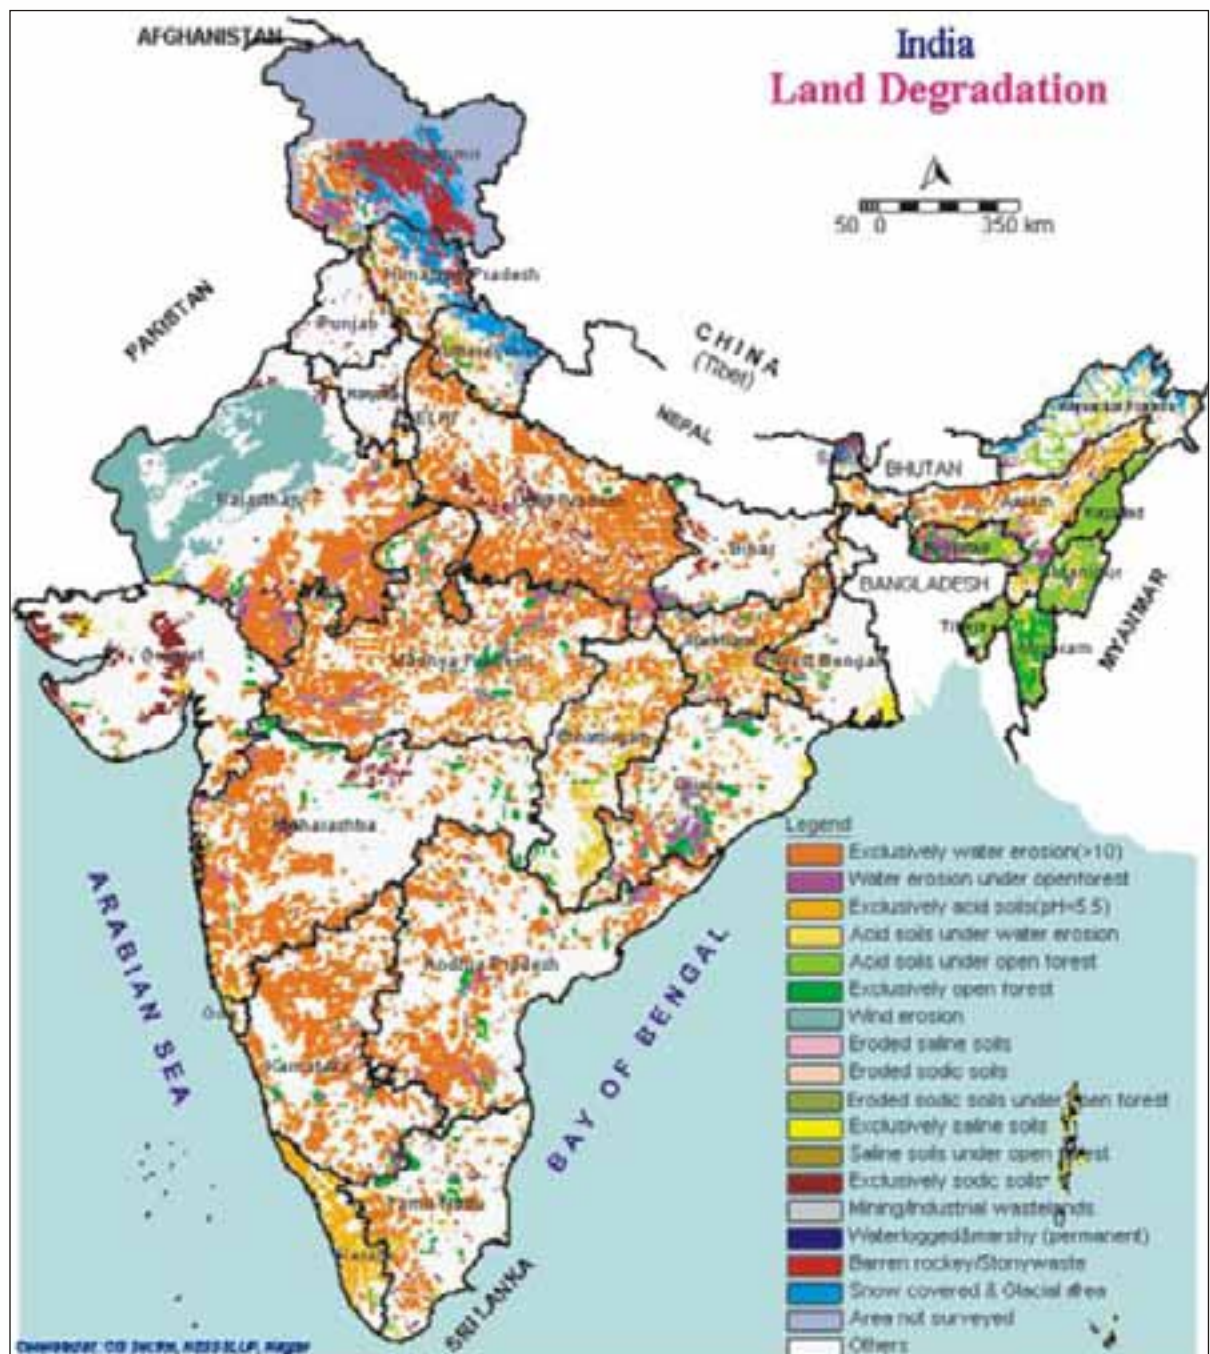 India
Land Degradation
AFGHANISTAN
50 0 350 km
Himachal Pradesh
PAKISTAN
Punjab
CHINA
(Tibet)
NEPAL
BHUTAN
Rajasthan
Assam
Bihar
BANGLADESH
MYANMAR
Gujarat
Madhya Pradesh
West Bengal
Orissa
Maharashtra
Andhra Pradesh
Karnataka
Tamil Nadu
Kerala
ARABIAN SEA
BAY OF BENGAL
SRI LANKA
Legend
Exclusively water erosion(>10)
Water erosion under openforest
Exclusively acid soils(pH<5.5)
Acid soils under water erosion
Acid soils under open forest
Exclusively open forest
Wind erosion
Eroded saline soils
Eroded sodic soils
Eroded sodic soils under open forest
Exclusively saline soils
Saline soils under open forest
Exclusively sodic soils
Mining/Industrial wastelands
Waterlogged&marshy (permanent)
Barren rockey/Stonywaste
Snow covered & Glacial area
Area not surveyed
Others